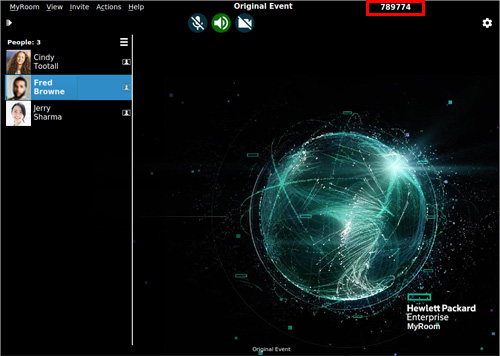 MyRoom View Invite Actions Help
Original Event
789774
People: 3
Cindy
Tootall
Fred
Browne
Jerry
Sharma
Hewlett Packard
Enterprise
MyRoom
Original Event